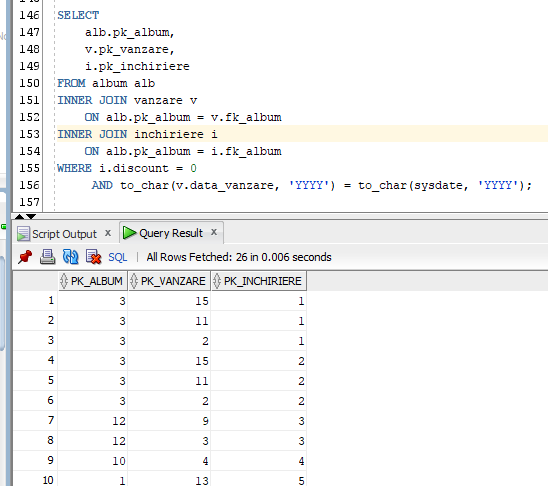 146 SELECT
147 alb.pk_album,
148 v.pk_vanzare,
149 i.pk_inchiriere
150 FROM album alb
151 INNER JOIN vanzare v
152 ON alb.pk_album = v.fk_album
153 INNER JOIN inchiriere i
154 ON alb.pk_album = i.fk_album
155 WHERE i.discount = 0
156 AND to_char(v.data_vanzare, 'YYYY') = to_char(sysdate, 'YYYY');
157
Script Output x Query Result x
SQL | All Rows Fetched: 26 in 0.006 seconds
PK_ALBUM PK_VANZARE PK_INCHIRIERE
1 3 15 1
2 3 11 1
3 3 2 1
4 3 15 2
5 3 11 2
6 3 2 2
7 12 9 3
8 12 3 3
9 10 4 4
10 1 13 5